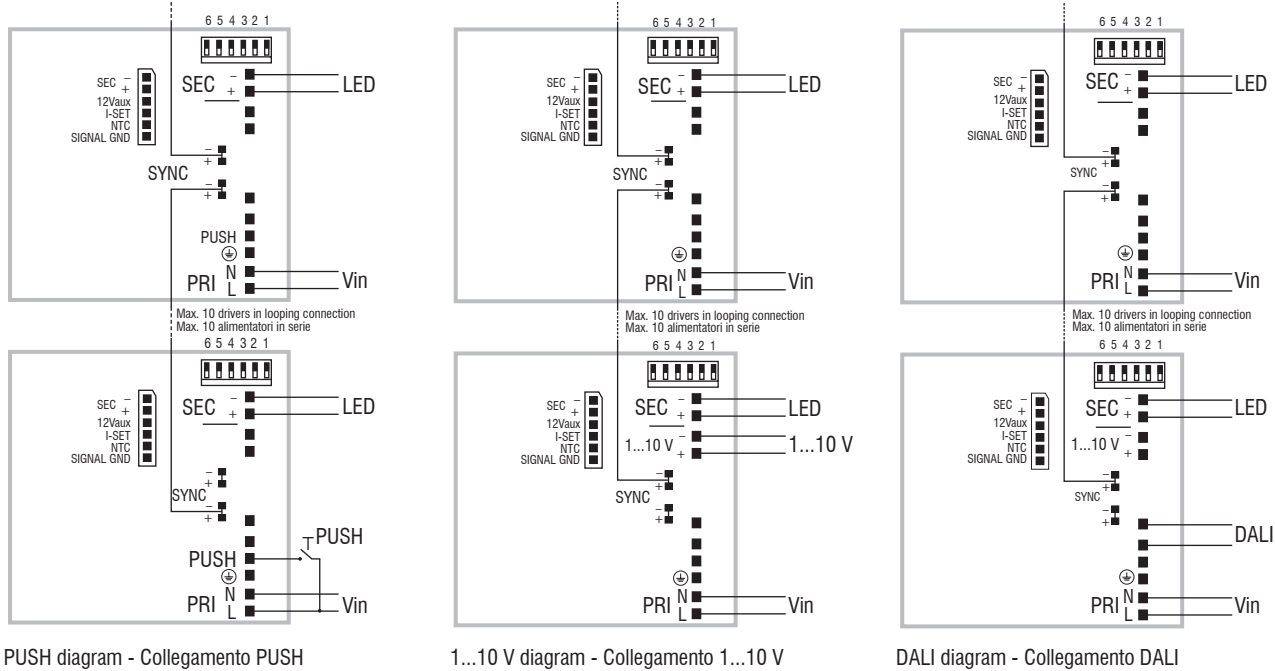 6 5 4 3 2 1
SEC –
+
12Vaux
I-SET
NTC
SIGNAL GND
SEC –
+
LED
–
+
SYNC
–
+
PUSH
N
PRI
L
Vin
Max. 10 drivers in looping connection
Max. 10 alimentatori in serie
6 5 4 3 2 1
SEC –
+
12Vaux
I-SET
NTC
SIGNAL GND
SEC –
+
LED
–
+
SYNC
–
+
PUSH
PUSH
N
PRI
L
Vin
PUSH diagram - Collegamento PUSH
6 5 4 3 2 1
SEC –
+
12Vaux
I-SET
NTC
SIGNAL GND
SEC –
+
LED
–
+
SYNC
–
+
N
PRI
L
Vin
Max. 10 drivers in looping connection
Max. 10 alimentatori in serie
6 5 4 3 2 1
SEC –
+
12Vaux
I-SET
NTC
SIGNAL GND
SEC –
+
LED
1...10 V –
+
1...10 V
–
+
SYNC
–
+
N
PRI
L
Vin
1...10 V diagram - Collegamento 1...10 V
6 5 4 3 2 1
SEC –
+
12Vaux
I-SET
NTC
SIGNAL GND
SEC –
+
LED
–
+
SYNC
–
+
N
PRI
L
Vin
Max. 10 drivers in looping connection
Max. 10 alimentatori in serie
6 5 4 3 2 1
SEC –
+
12Vaux
I-SET
NTC
SIGNAL GND
SEC –
+
LED
1...10 V –
+
–
+
SYNC
–
+
DALI
N
PRI
L
Vin
DALI diagram - Collegamento DALI